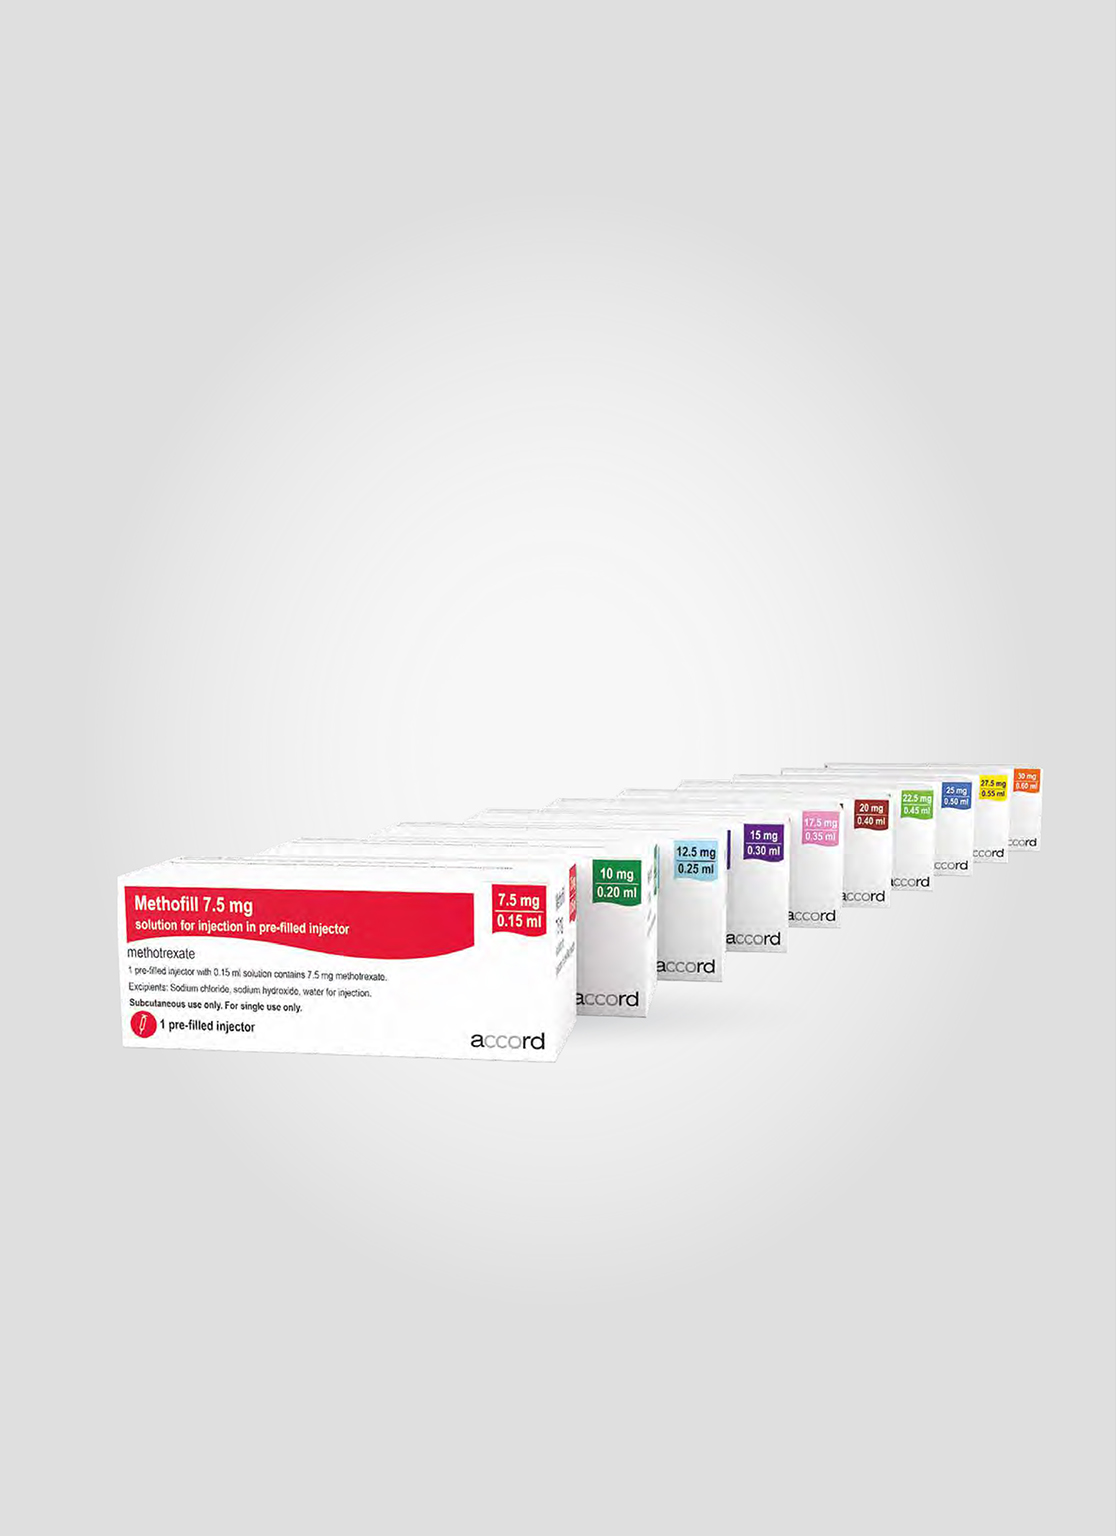 Methofill 7.5 mg
solution for injection in pre-filled injector
7.5 mg
0.15 ml
methotrexate
1 pre-filled injector with 0.15 ml solution contains 7.5 mg methotrexate.
Excipients: Sodium chloride, sodium hydroxide, water for injection.
Subcutaneous use only. For single use only.
1 pre-filled injector
accord
10 mg
0.20 ml
accord
12.5 mg
0.25 ml
accord
15 mg
0.30 ml
accord
17.5 mg
0.35 ml
accord
20 mg
0.40 ml
accord
22.5 mg
0.45 ml
accord
25 mg
0.50 ml
accord
27.5 mg
0.55 ml
accord
30 mg
0.60 ml
accord